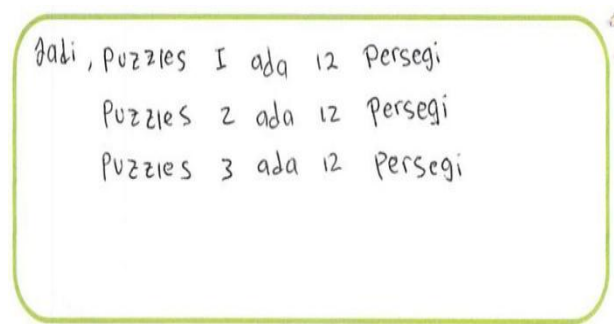 Jadi, Puzzles I ada 12 Persegi
Puzzles 2 ada 12 Persegi
Puzzles 3 ada 12 Persegi